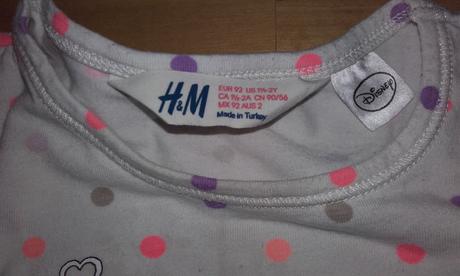 H&M
EUR 92 US 1½-2Y
CA 1½-2A CN 90/56
MX 92 AUS 2
Made in Turkey
DISNEY